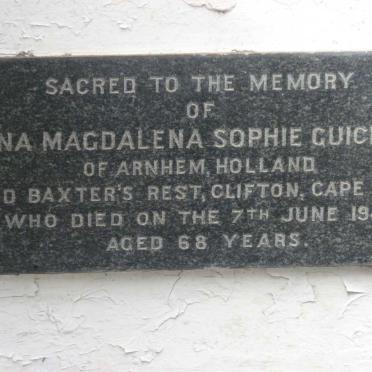 SACRED TO THE MEMORY
OF
NA MAGDALENA SOPHIE GUIC
OF ARNHEM, HOLLAND
D BAXTER'S REST, CLIFTON, CAPE
WHO DIED ON THE 7TH JUNE 19
AGED 68 YEARS.